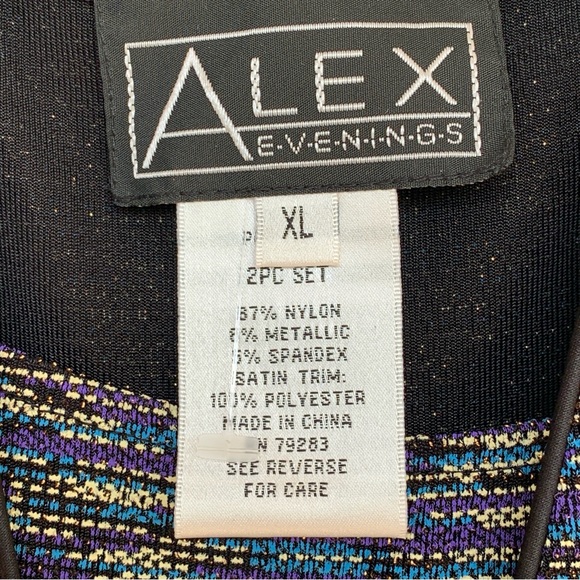 ALEX
E·V·E·N·I·N·G·S
XL
2PC SET
87% NYLON
% METALLIC
5% SPANDEX
SATIN TRIM:
100% POLYESTER
MADE IN CHINA
N 79283
SEE REVERSE
FOR CARE